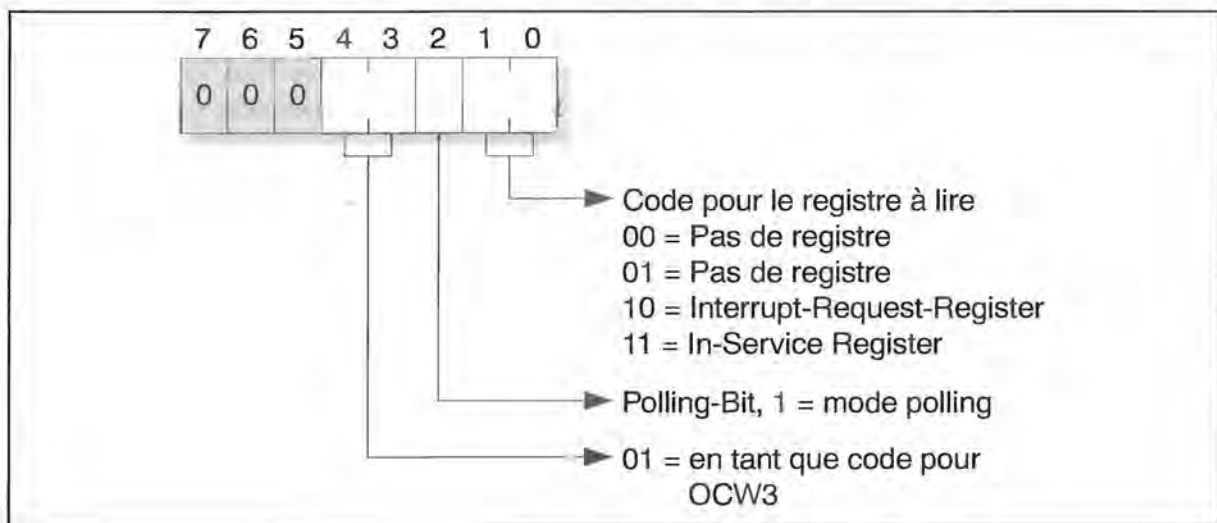 7 6 5 4 3 2 1 0
0 0 0
Code pour le registre à lire
00 = Pas de registre
01 = Pas de registre
10 = Interrupt-Request-Register
11 = In-Service Register
Polling-Bit, 1 = mode polling
01 = en tant que code pour
OCW3